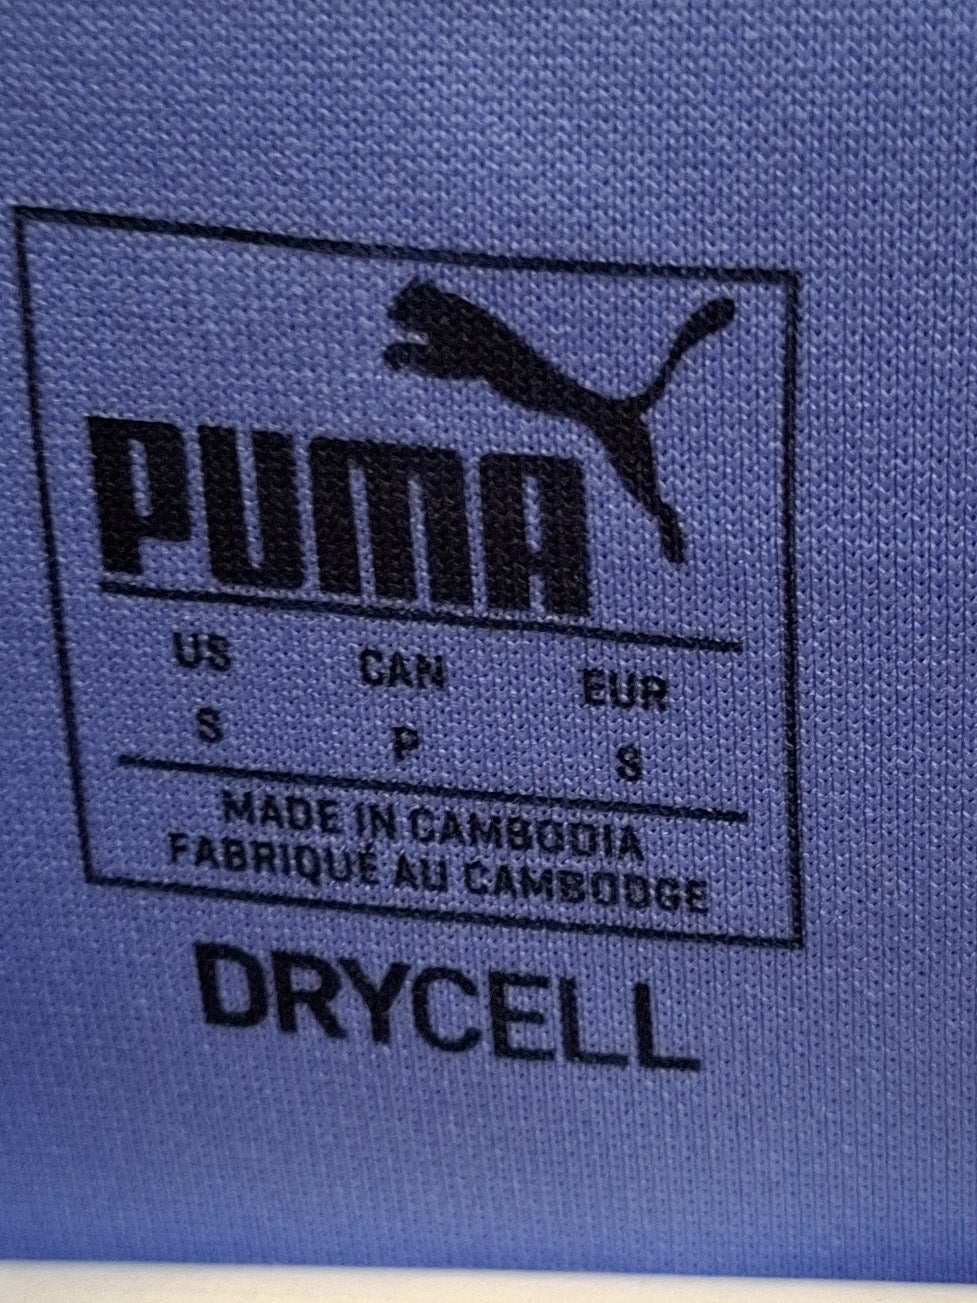 PUMA
US CAN EUR
S P S
MADE IN CAMBODIA
FABRIQUÉ AU CAMBODGE
DRYCELL